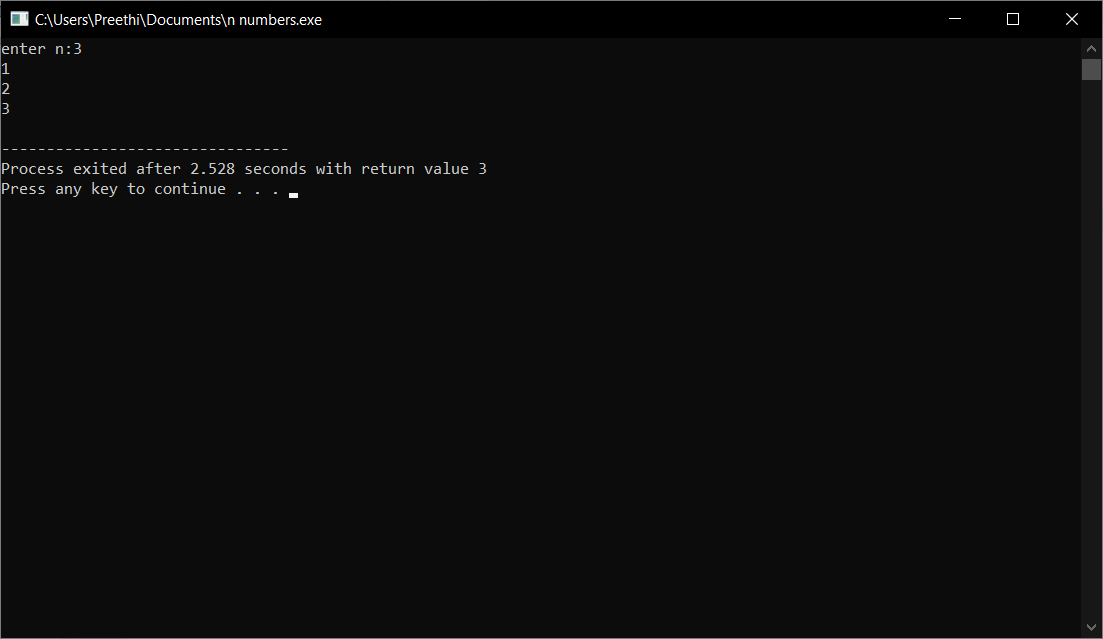 C:\Users\Preethi\Documents\n numbers.exe
enter n:3
1
2
3
--------------------------------
Process exited after 2.528 seconds with return value 3
Press any key to continue . . .